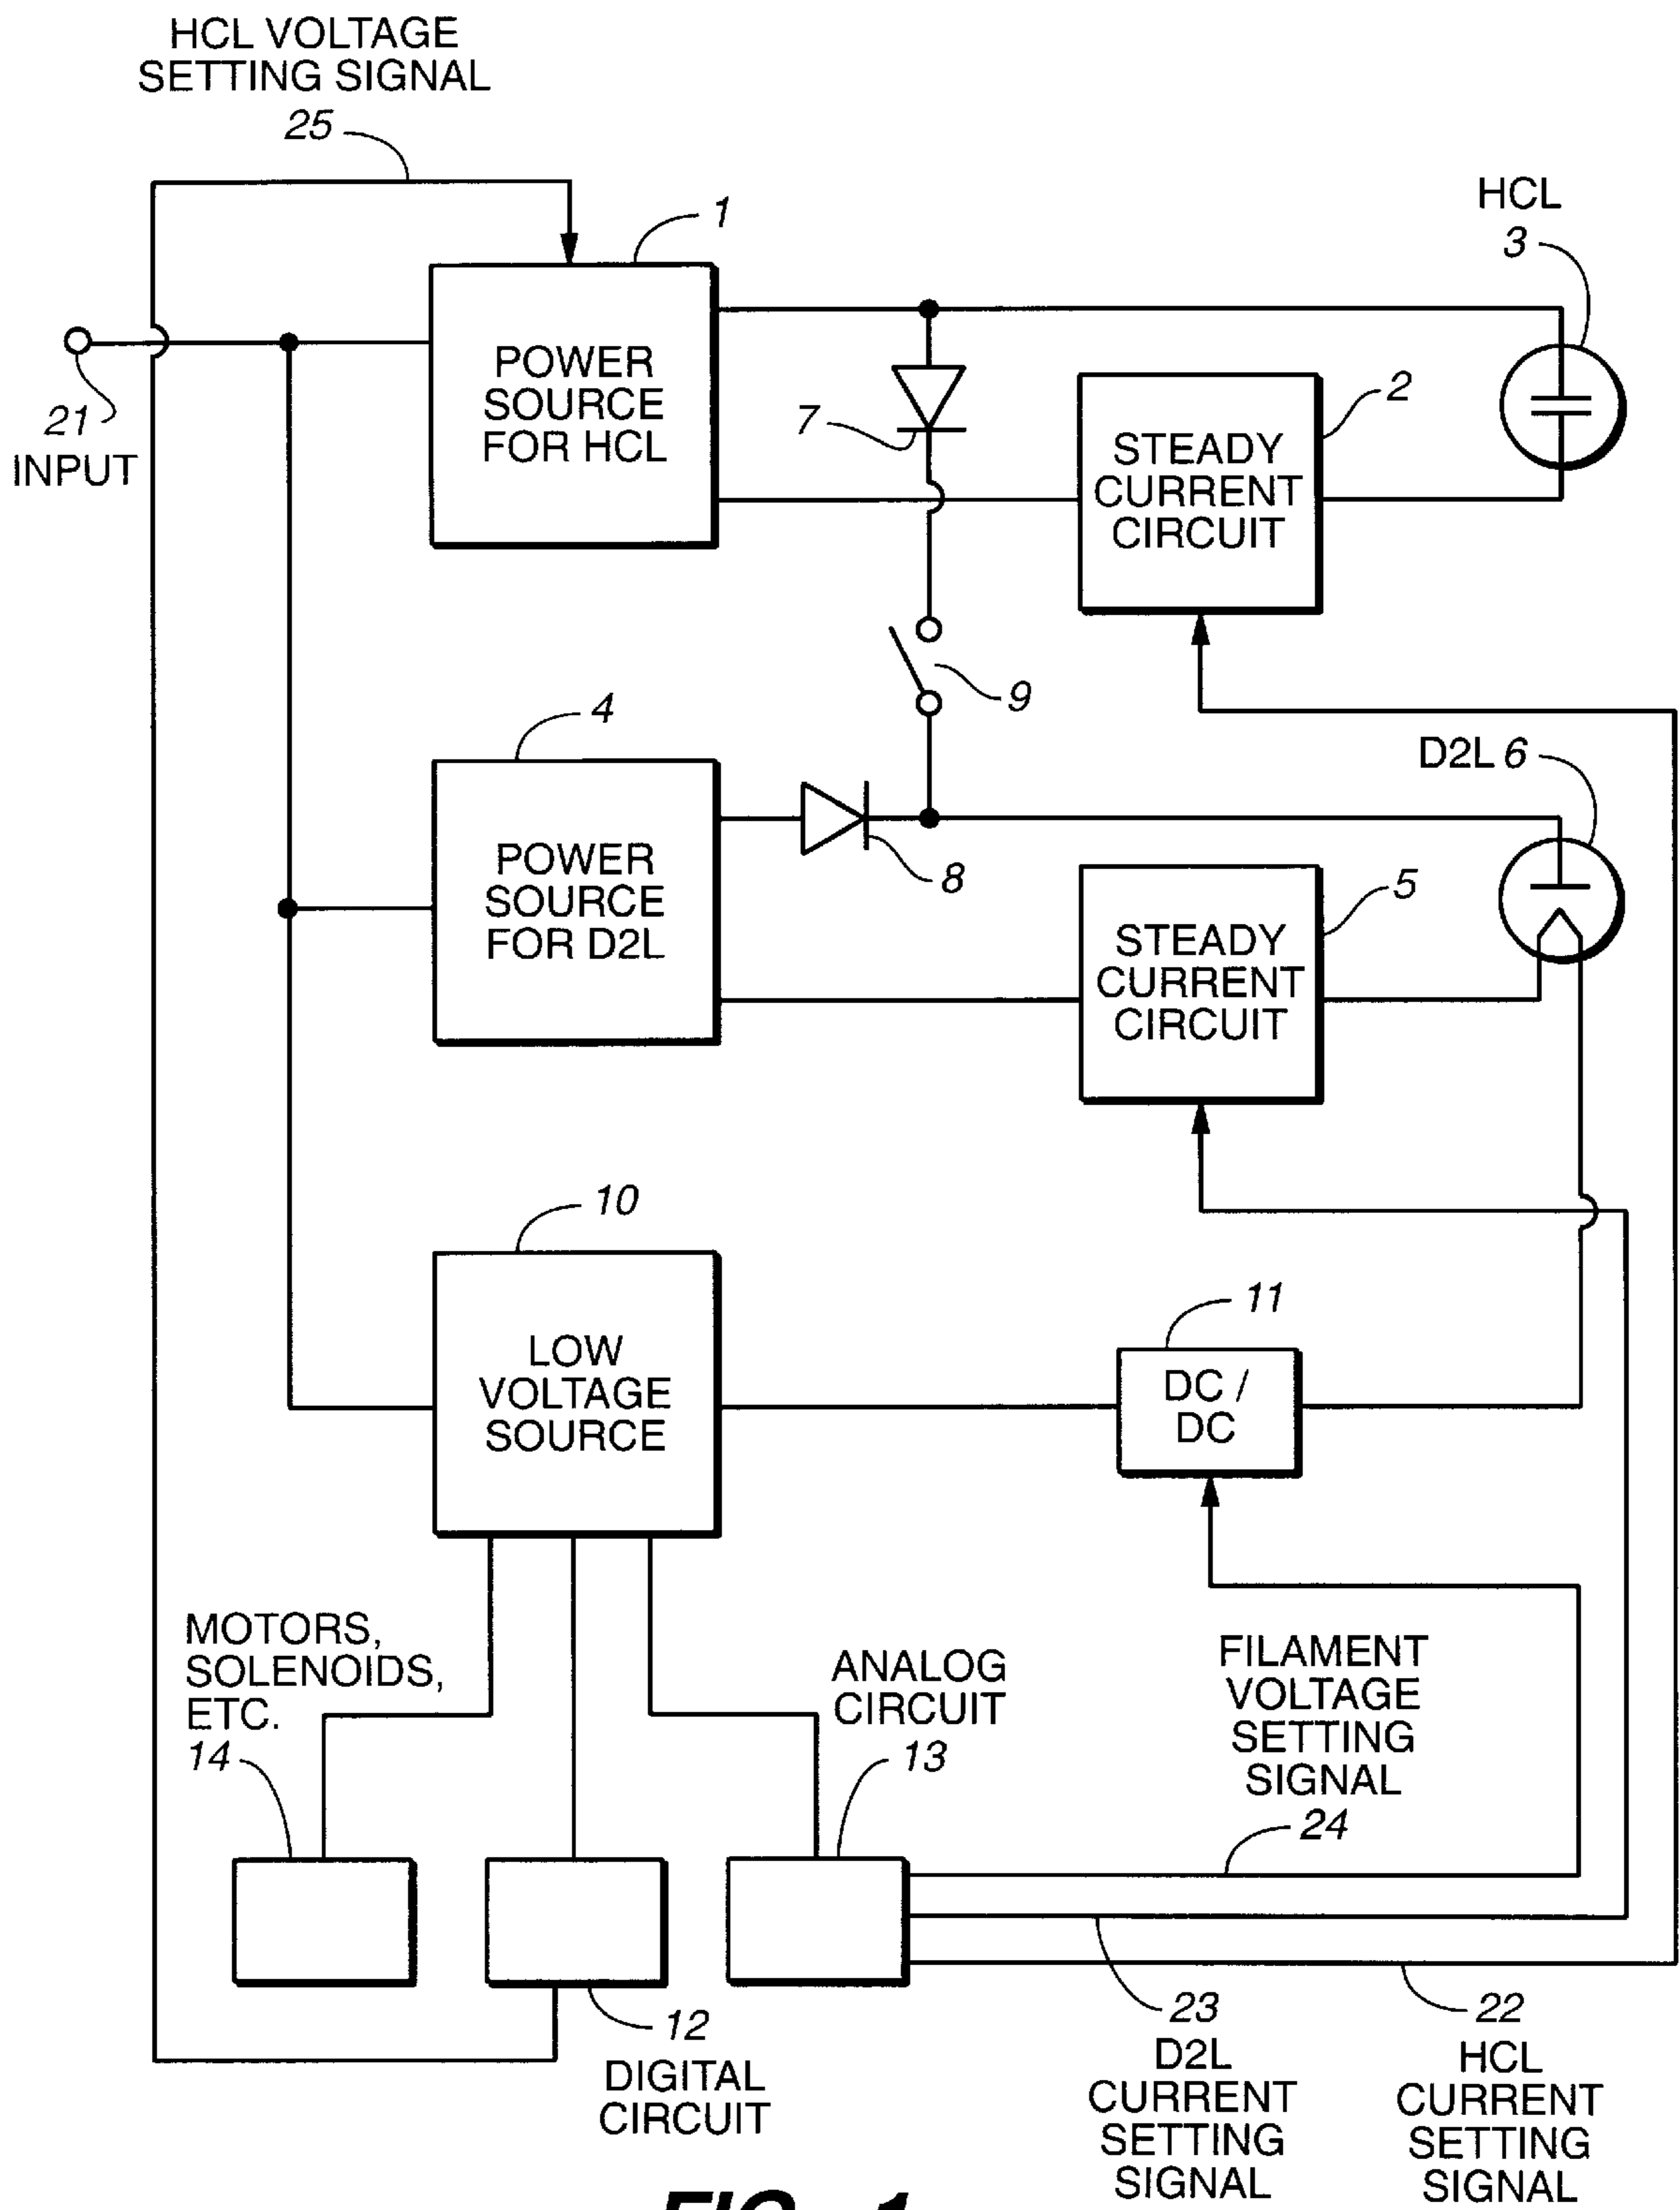 HCL VOLTAGE
SETTING SIGNAL
25
1
HCL
3
21
INPUT
POWER
SOURCE
FOR HCL
7
2
STEADY
CURRENT
CIRCUIT
9
4
D2L 6
POWER
SOURCE
FOR D2L
8
5
STEADY
CURRENT
CIRCUIT
10
11
LOW
VOLTAGE
SOURCE
DC /
DC
MOTORS,
SOLENOIDS,
ETC.
14
ANALOG
CIRCUIT
13
FILAMENT
VOLTAGE
SETTING
SIGNAL
24
12
DIGITAL
CIRCUIT
23
D2L
CURRENT
SETTING
SIGNAL
22
HCL
CURRENT
SETTING
SIGNAL
FIG._1